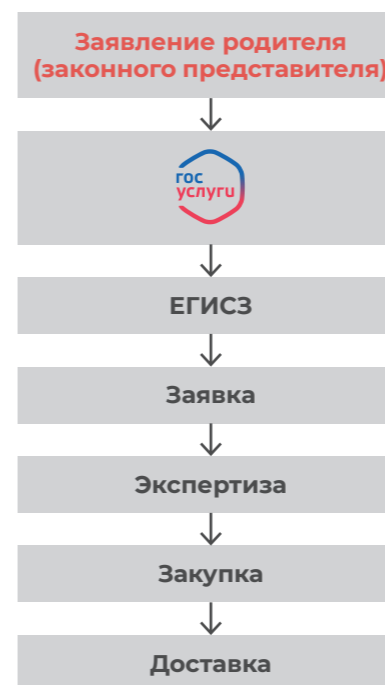 Заявление родителя
(законного представителя)
гос
услуги
ЕГИСЗ
Заявка
Экспертиза
Закупка
Доставка